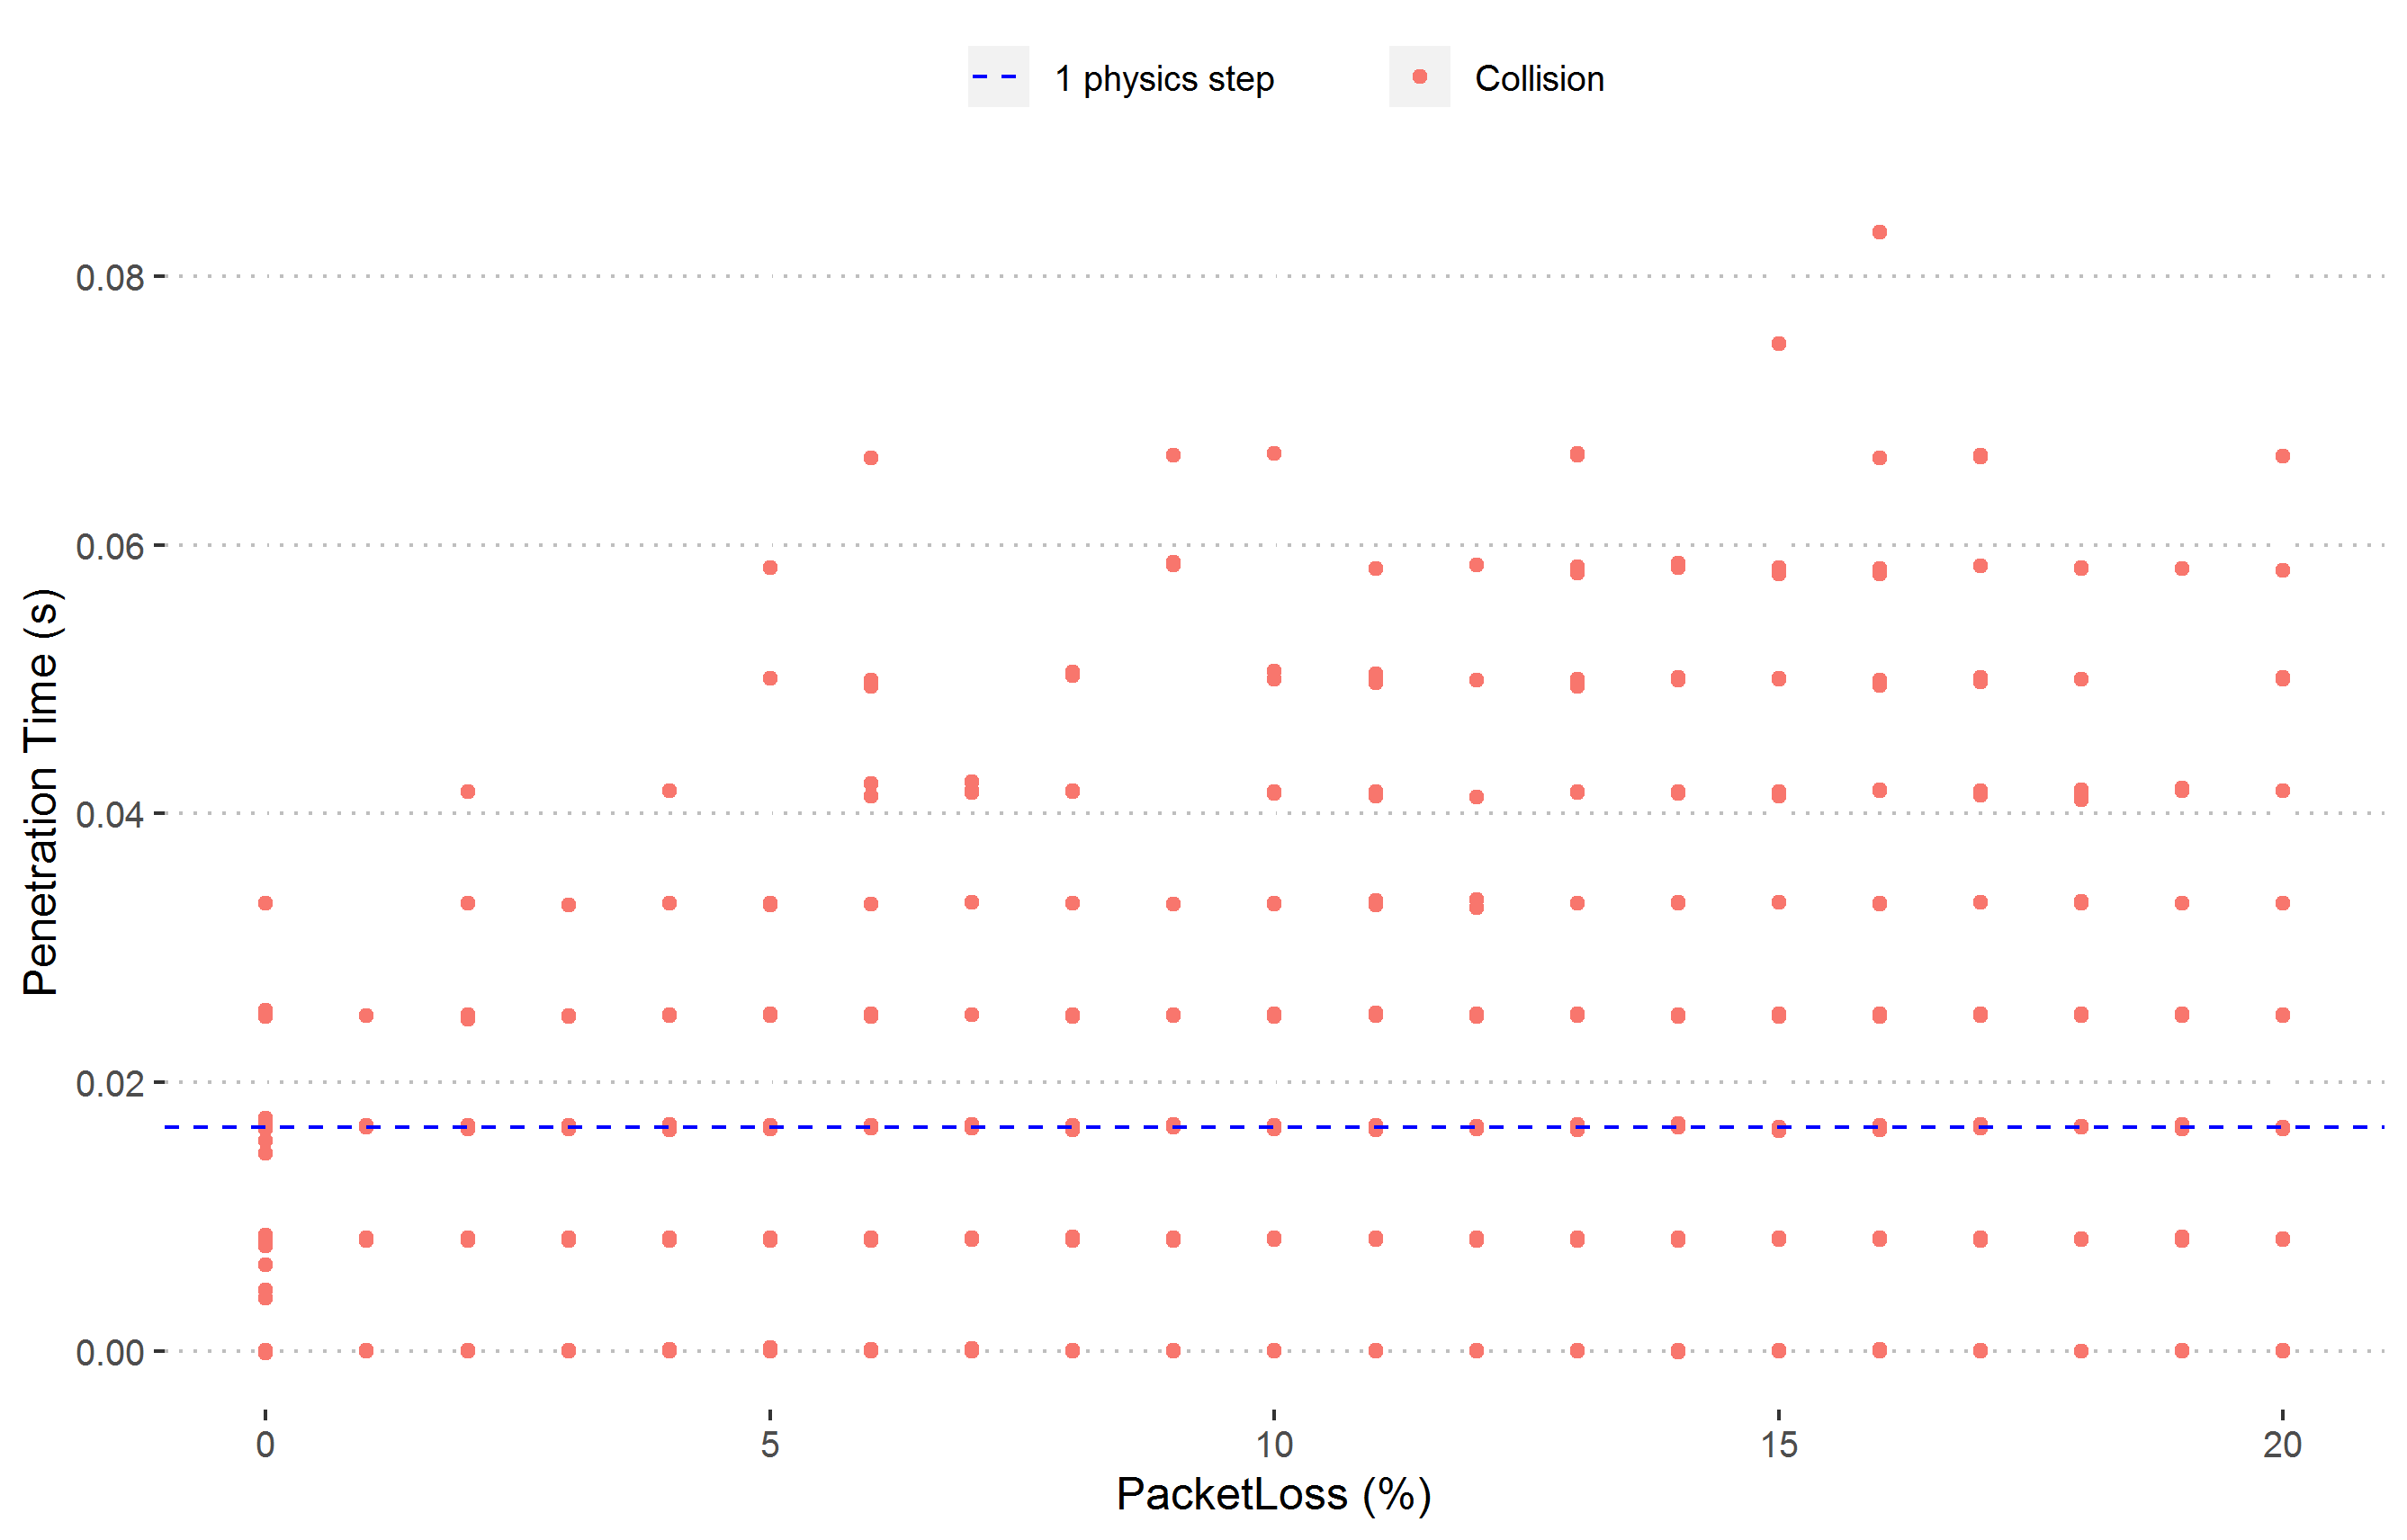 1 physics step
Collision
Penetration Time (s)
0.08
0.06
0.04
0.02
0.00
0 5 10 15 20
PacketLoss (%)